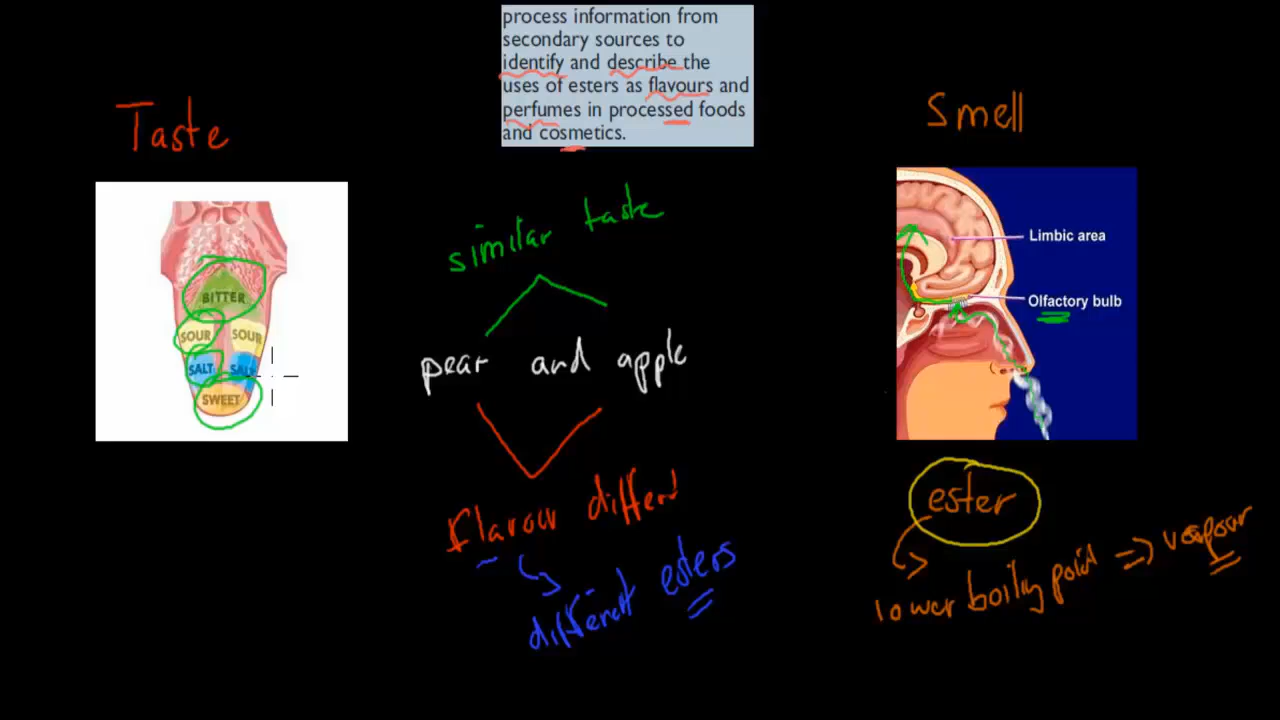 process information from
secondary sources to
identify and describe the
uses of esters as flavours and
perfumes in processed foods
and cosmetics.
Taste
Smell
BITTER
SOUR SOUR
SALT SALT
SWEET
similar taste
pear and apple
flavour differ
different esters
Limbic area
Olfactory bulb
ester
lower boiling point => vapour